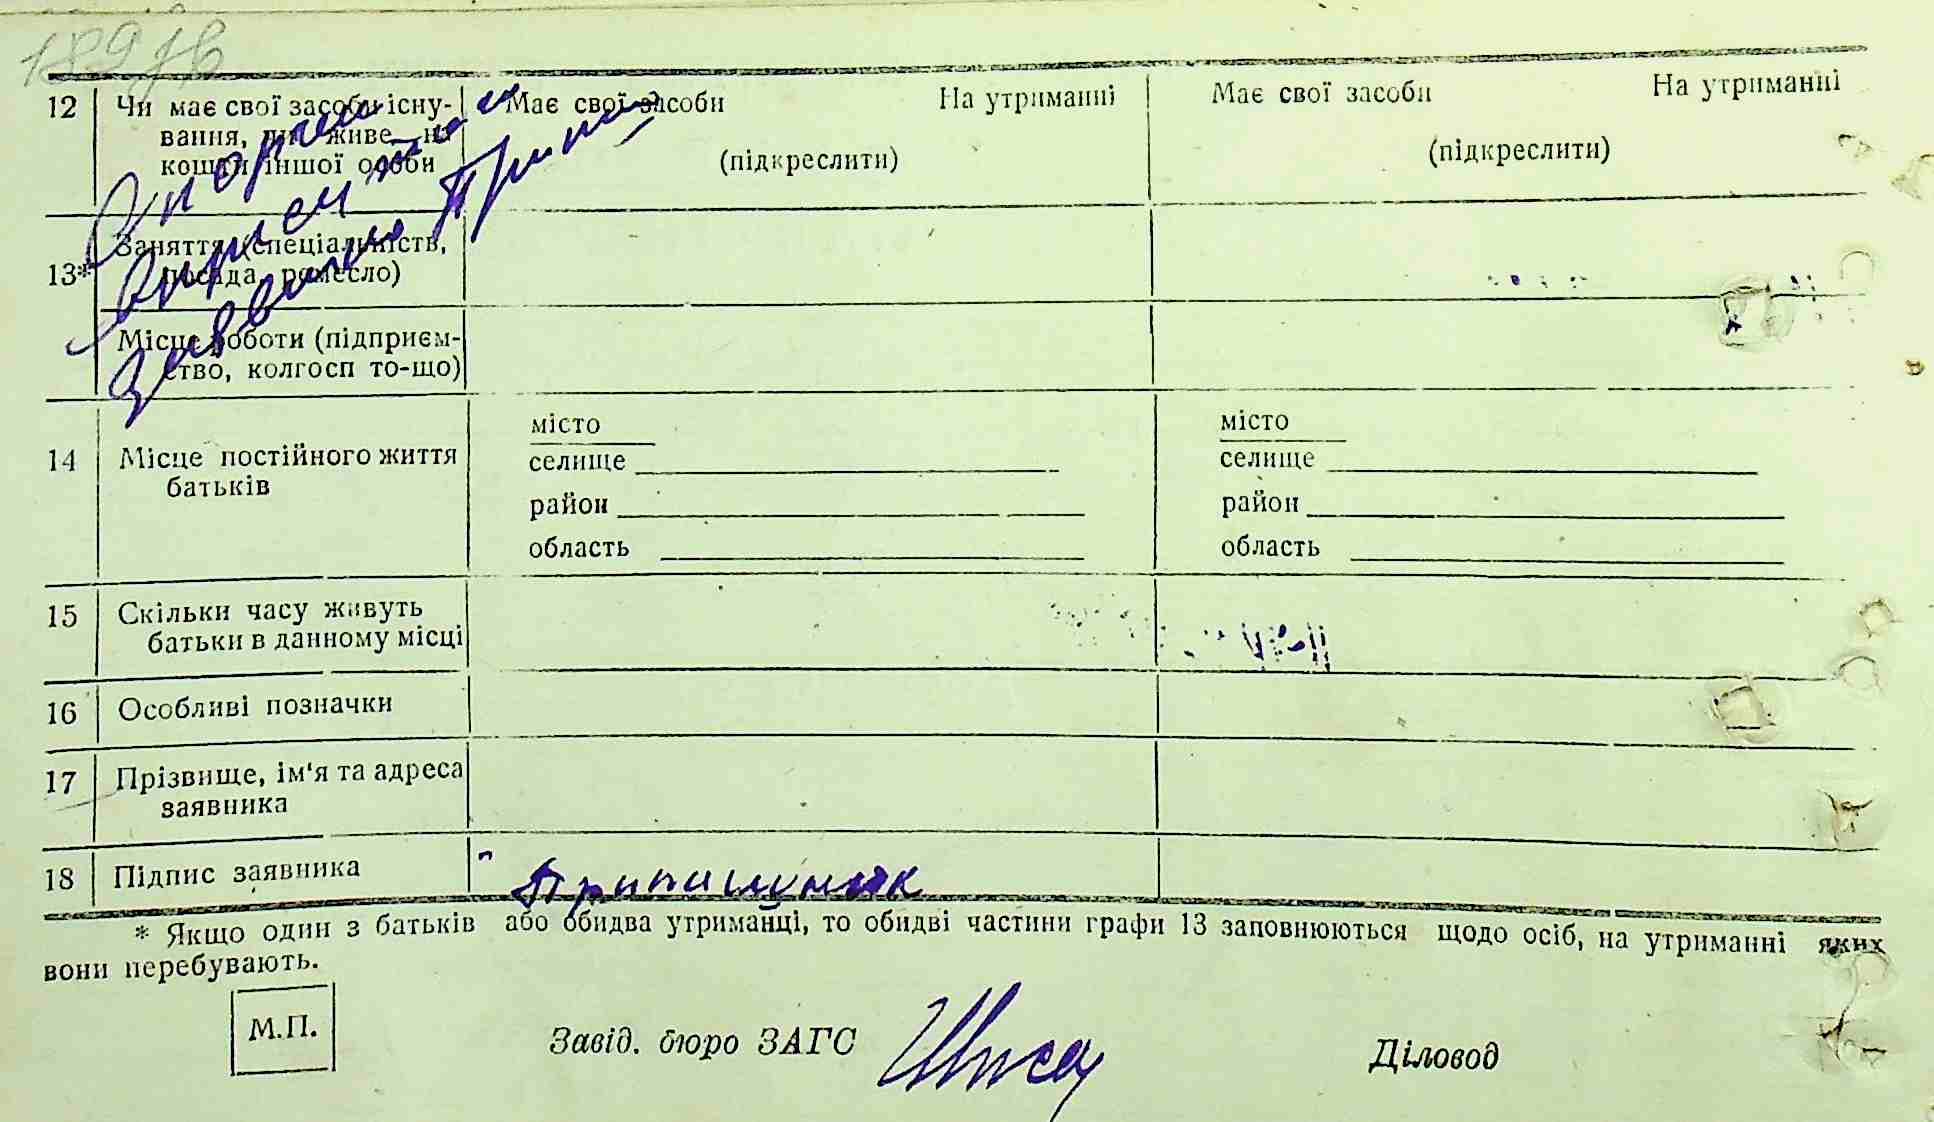 12 Чи має свої засоби існу- Має свої засоби На утриманні Має свої засоби На утриманні
вання, чи живе на
кошти іншої особи (підкреслити) (підкреслити)
Заняття (спеціальність,
13* посада, ремесло)
Місце роботи (підприєм-
ство, колгосп то-що)
місто місто
14 Місце постійного життя селище селище
батьків
район район
область область
15 Скільки часу живуть
батьки в данному місці
16 Особливі позначки
17 Прізвище, ім'я та адреса
заявника
18 Підпис заявника
* Якщо один з батьків або обидва утриманці, то обидві частини графи 13 заповнюються щодо осіб, на утриманні яких
вони перебувають.
М.П. Завід. бюро ЗАГС Діловод